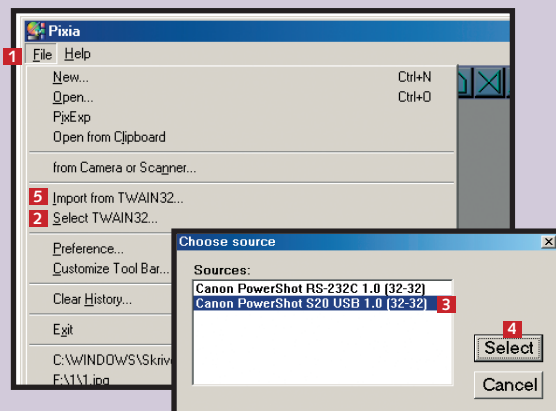 Pixia
1 File Help
New... Ctrl+N
Open... Ctrl+O
PjxExp
Open from Clipboard
from Camera or Scanner...
5 Import from TWAIN32...
2 Select TWAIN32...
Preference...
Customize Tool Bar...
Clear History...
Exit
C:\WINDOWS\Skriv
F:\1\1.jpg
Choose source
Sources:
Canon PowerShot RS-232C 1.0 (32-32)
Canon PowerShot S20 USB 1.0 (32-32) 3
4
Select
Cancel